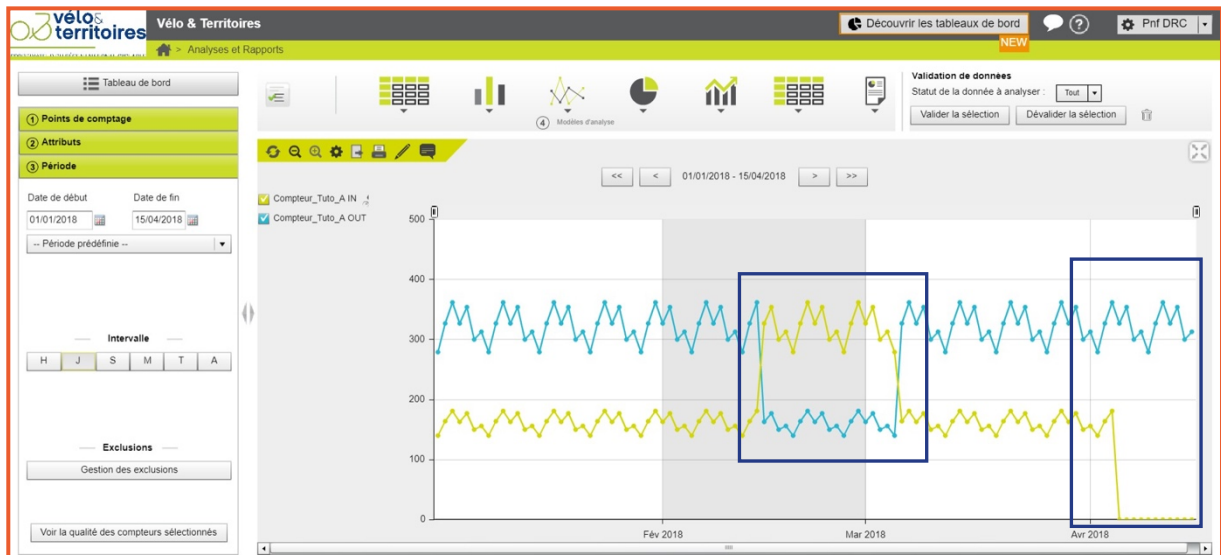 vélo&
territoires
Vélo & Territoires
Découvrir les tableaux de bord
NEW
?
Pnf DRC
> Analyses et Rapports
Tableau de bord
1 Points de comptage
2 Attributs
3 Période
Date de début Date de fin
01/01/2018 15/04/2018
-- Période prédéfinie --
Intervalle
H J S M T A
Exclusions
Gestion des exclusions
Voir la qualité des compteurs sélectionnés
4 Modèles d'analyse
Validation de données
Statut de la donnée à analyser : Tout
Valider la sélection Dévalider la sélection
<< < 01/01/2018 - 15/04/2018 > >>
Compteur_Tuto_A IN
Compteur_Tuto_A OUT
500
400
300
200
100
0
Fév 2018 Mar 2018 Avr 2018